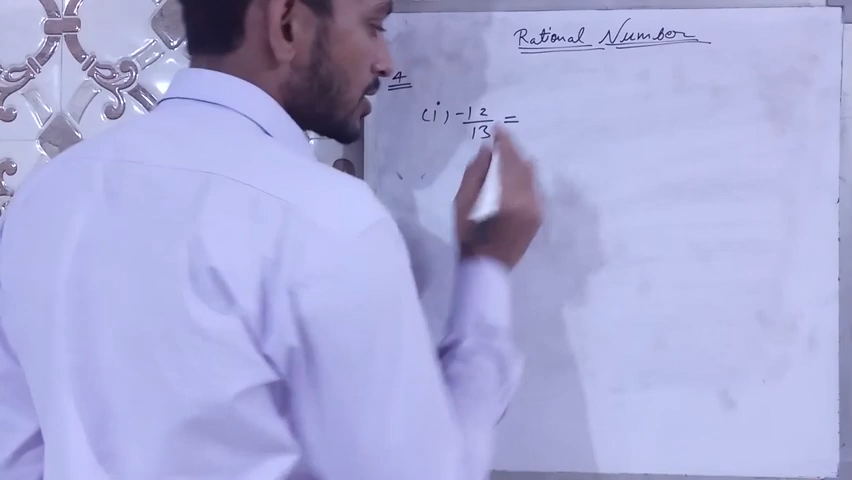 Rational Number
4
(i) -12/13 =